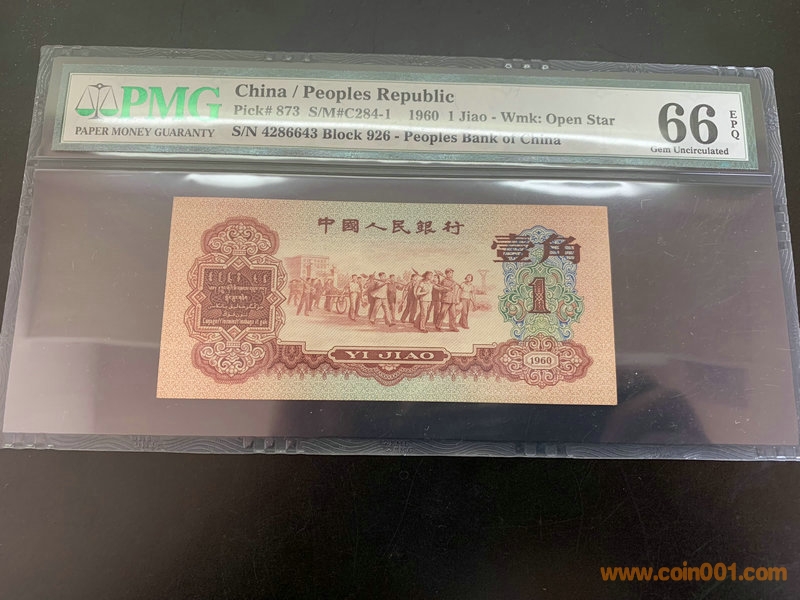 PMG
PAPER MONEY GUARANTY
China / Peoples Republic
Pick# 873 S/M#C284-1 1960 1 Jiao - Wmk: Open Star
S/N 4286643 Block 926 - Peoples Bank of China
66 EPQ
Gem Uncirculated
中國人民銀行
壹角
1
YI JIAO
1960
www.coin001.com